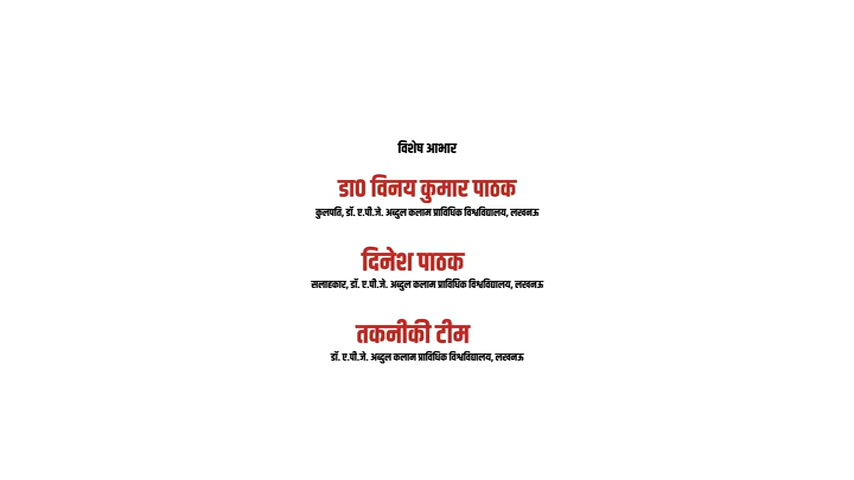 विशेष आभार
डा0 विनय कुमार पाठक
कुलपति, डॉ. ए.पी.जे. अब्दुल कलाम प्राविधिक विश्वविद्यालय, लखनऊ
दिनेश पाठक
सलाहकार, डॉ. ए.पी.जे. अब्दुल कलाम प्राविधिक विश्वविद्यालय, लखनऊ
तकनीकी टीम
डॉ. ए.पी.जे. अब्दुल कलाम प्राविधिक विश्वविद्यालय, लखनऊ